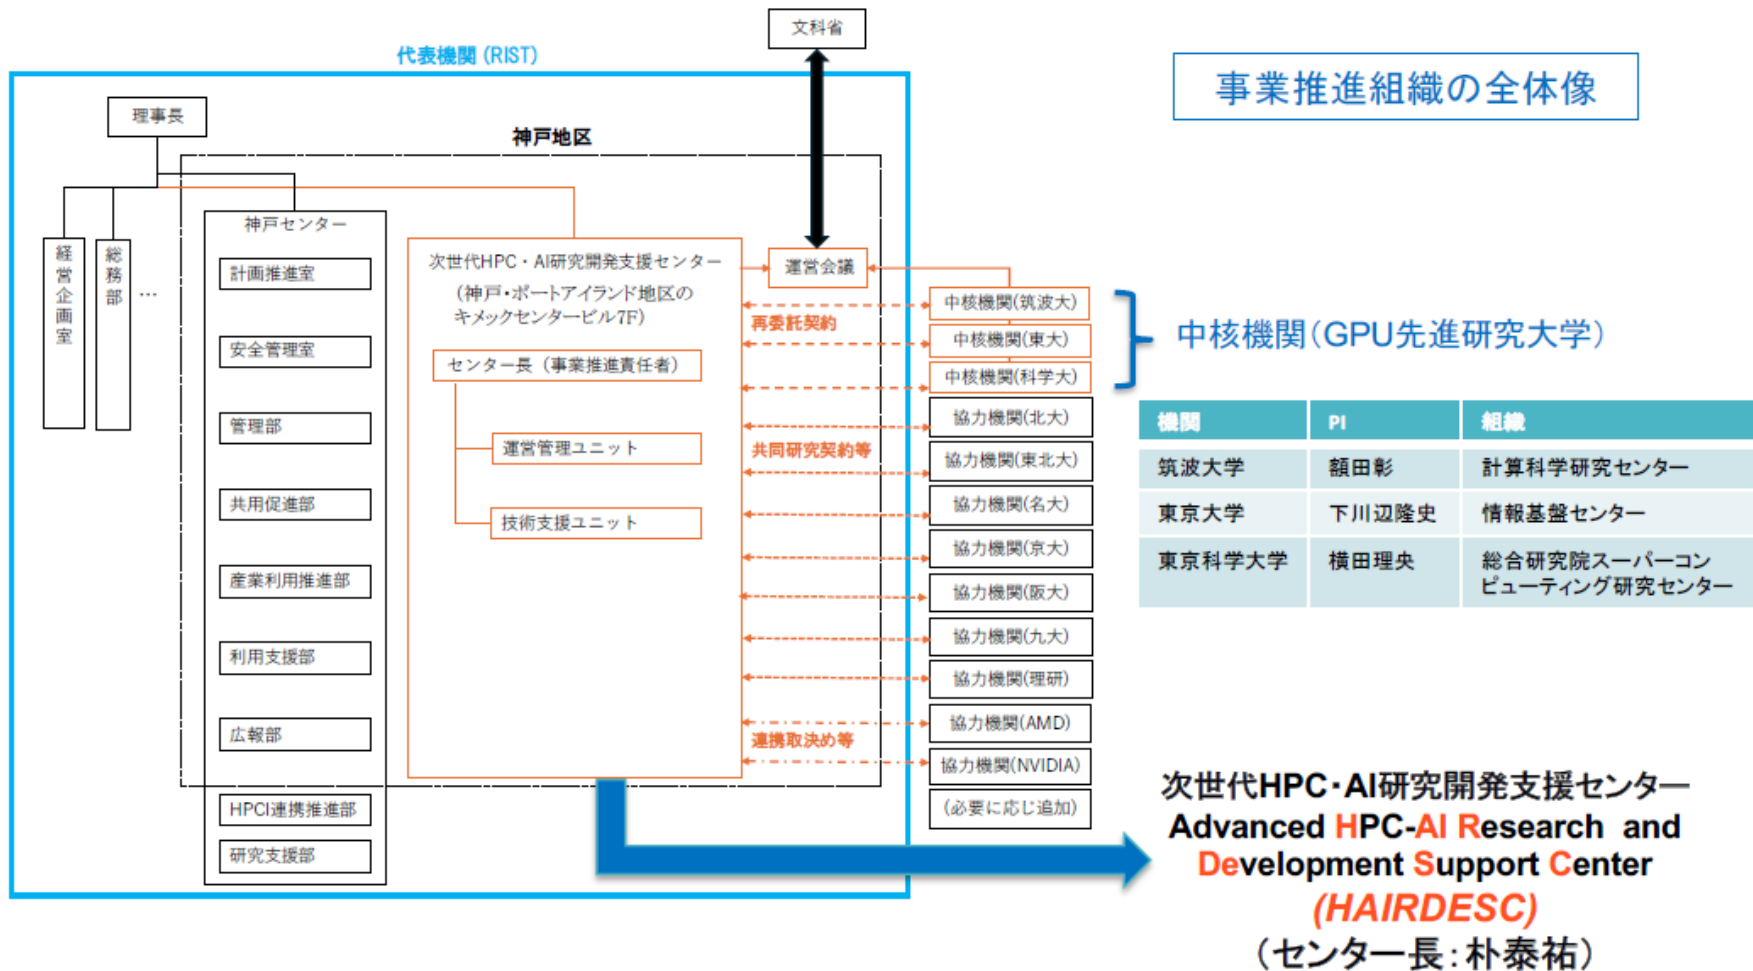 文科省
代表機関 (RIST)
事業推進組織の全体像
理事長
神戸地区
経営企画室
総務部
…
神戸センター
計画推進室
安全管理室
管理部
共用促進部
産業利用推進部
利用支援部
広報部
HPCI連携推進部
研究支援部
次世代HPC・AI研究開発支援センター
(神戸・ポートアイランド地区の
キメックセンタービル7F)
センター長（事業推進責任者）
運営管理ユニット
技術支援ユニット
運営会議
再委託契約
共同研究契約等
連携取決め等
中核機関(筑波大)
中核機関(東大)
中核機関(科学大)
協力機関(北大)
協力機関(東北大)
協力機関(名大)
協力機関(京大)
協力機関(阪大)
協力機関(九大)
協力機関(理研)
協力機関(AMD)
協力機関(NVIDIA)
(必要に応じ追加)
中核機関（GPU先進研究大学）
機関 PI 組織
筑波大学 額田彰 計算科学研究センター
東京大学 下川辺隆史 情報基盤センター
東京科学大学 横田理央 総合研究院スーパーコン
ピューティング研究センター
次世代HPC・AI研究開発支援センター
Advanced HPC-AI Research and
Development Support Center
(HAIRDESC)
（センター長：朴泰祐）